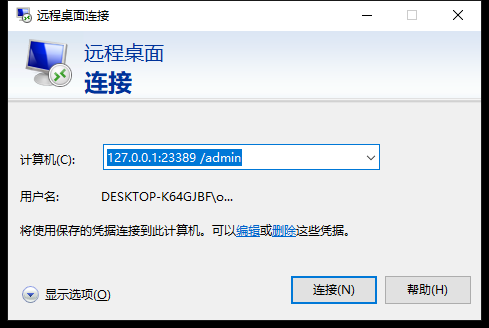 远程桌面连接
远程桌面
连接
计算机(C):
127.0.0.1:23389 /admin
用户名:
DESKTOP-K64GJBF\o...
将使用保存的凭据连接到此计算机。可以编辑或删除这些凭据。
显示选项(O)
连接(N)
帮助(H)